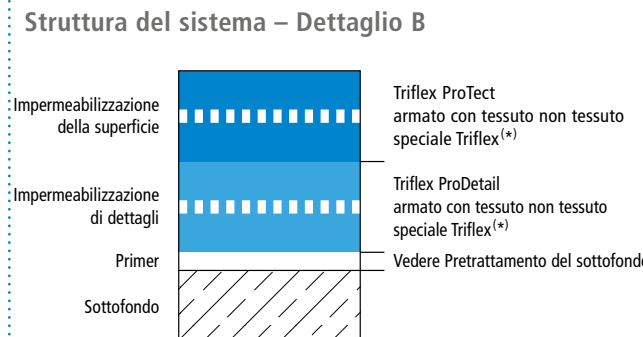 Struttura del sistema – Dettaglio B
Impermeabilizzazione
della superficie
Triflex ProTect
armato con tessuto non tessuto
speciale Triflex(*)
Impermeabilizzazione
di dettagli
Triflex ProDetail
armato con tessuto non tessuto
speciale Triflex(*)
Primer
Vedere Pretrattamento del sottofondo
Sottofondo